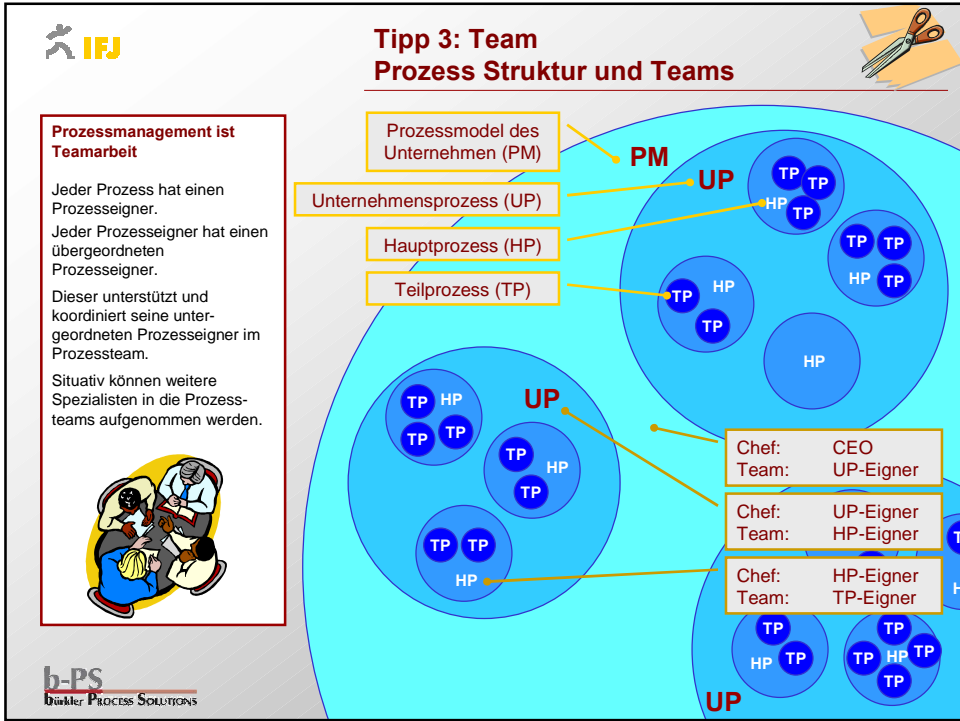 IFJ
Tipp 3: Team
Prozess Struktur und Teams
Prozessmanagement ist
Teamarbeit
Jeder Prozess hat einen
Prozesseigner.
Jeder Prozesseigner hat einen
übergeordneten
Prozesseigner.
Dieser unterstützt und
koordiniert seine unter-
geordneten Prozesseigner im
Prozessteam.
Situativ können weitere
Spezialisten in die Prozess-
teams aufgenommen werden.
Prozessmodel des
Unternehmen (PM)
Unternehmensprozess (UP)
Hauptprozess (HP)
Teilprozess (TP)
PM
UP
TP
TP
HP
TP
TP
TP
HP
TP
TP
HP
TP
HP
UP
TP
HP
TP
TP
HP
TP
TP
TP
TP
HP
Chef: CEO
Team: UP-Eigner
Chef: UP-Eigner
Team: HP-Eigner
Chef: HP-Eigner
Team: TP-Eigner
TP
HP
TP
TP
HP
TP
TP
UP
b-PS
bürkler PROCESS SOLUTIONS